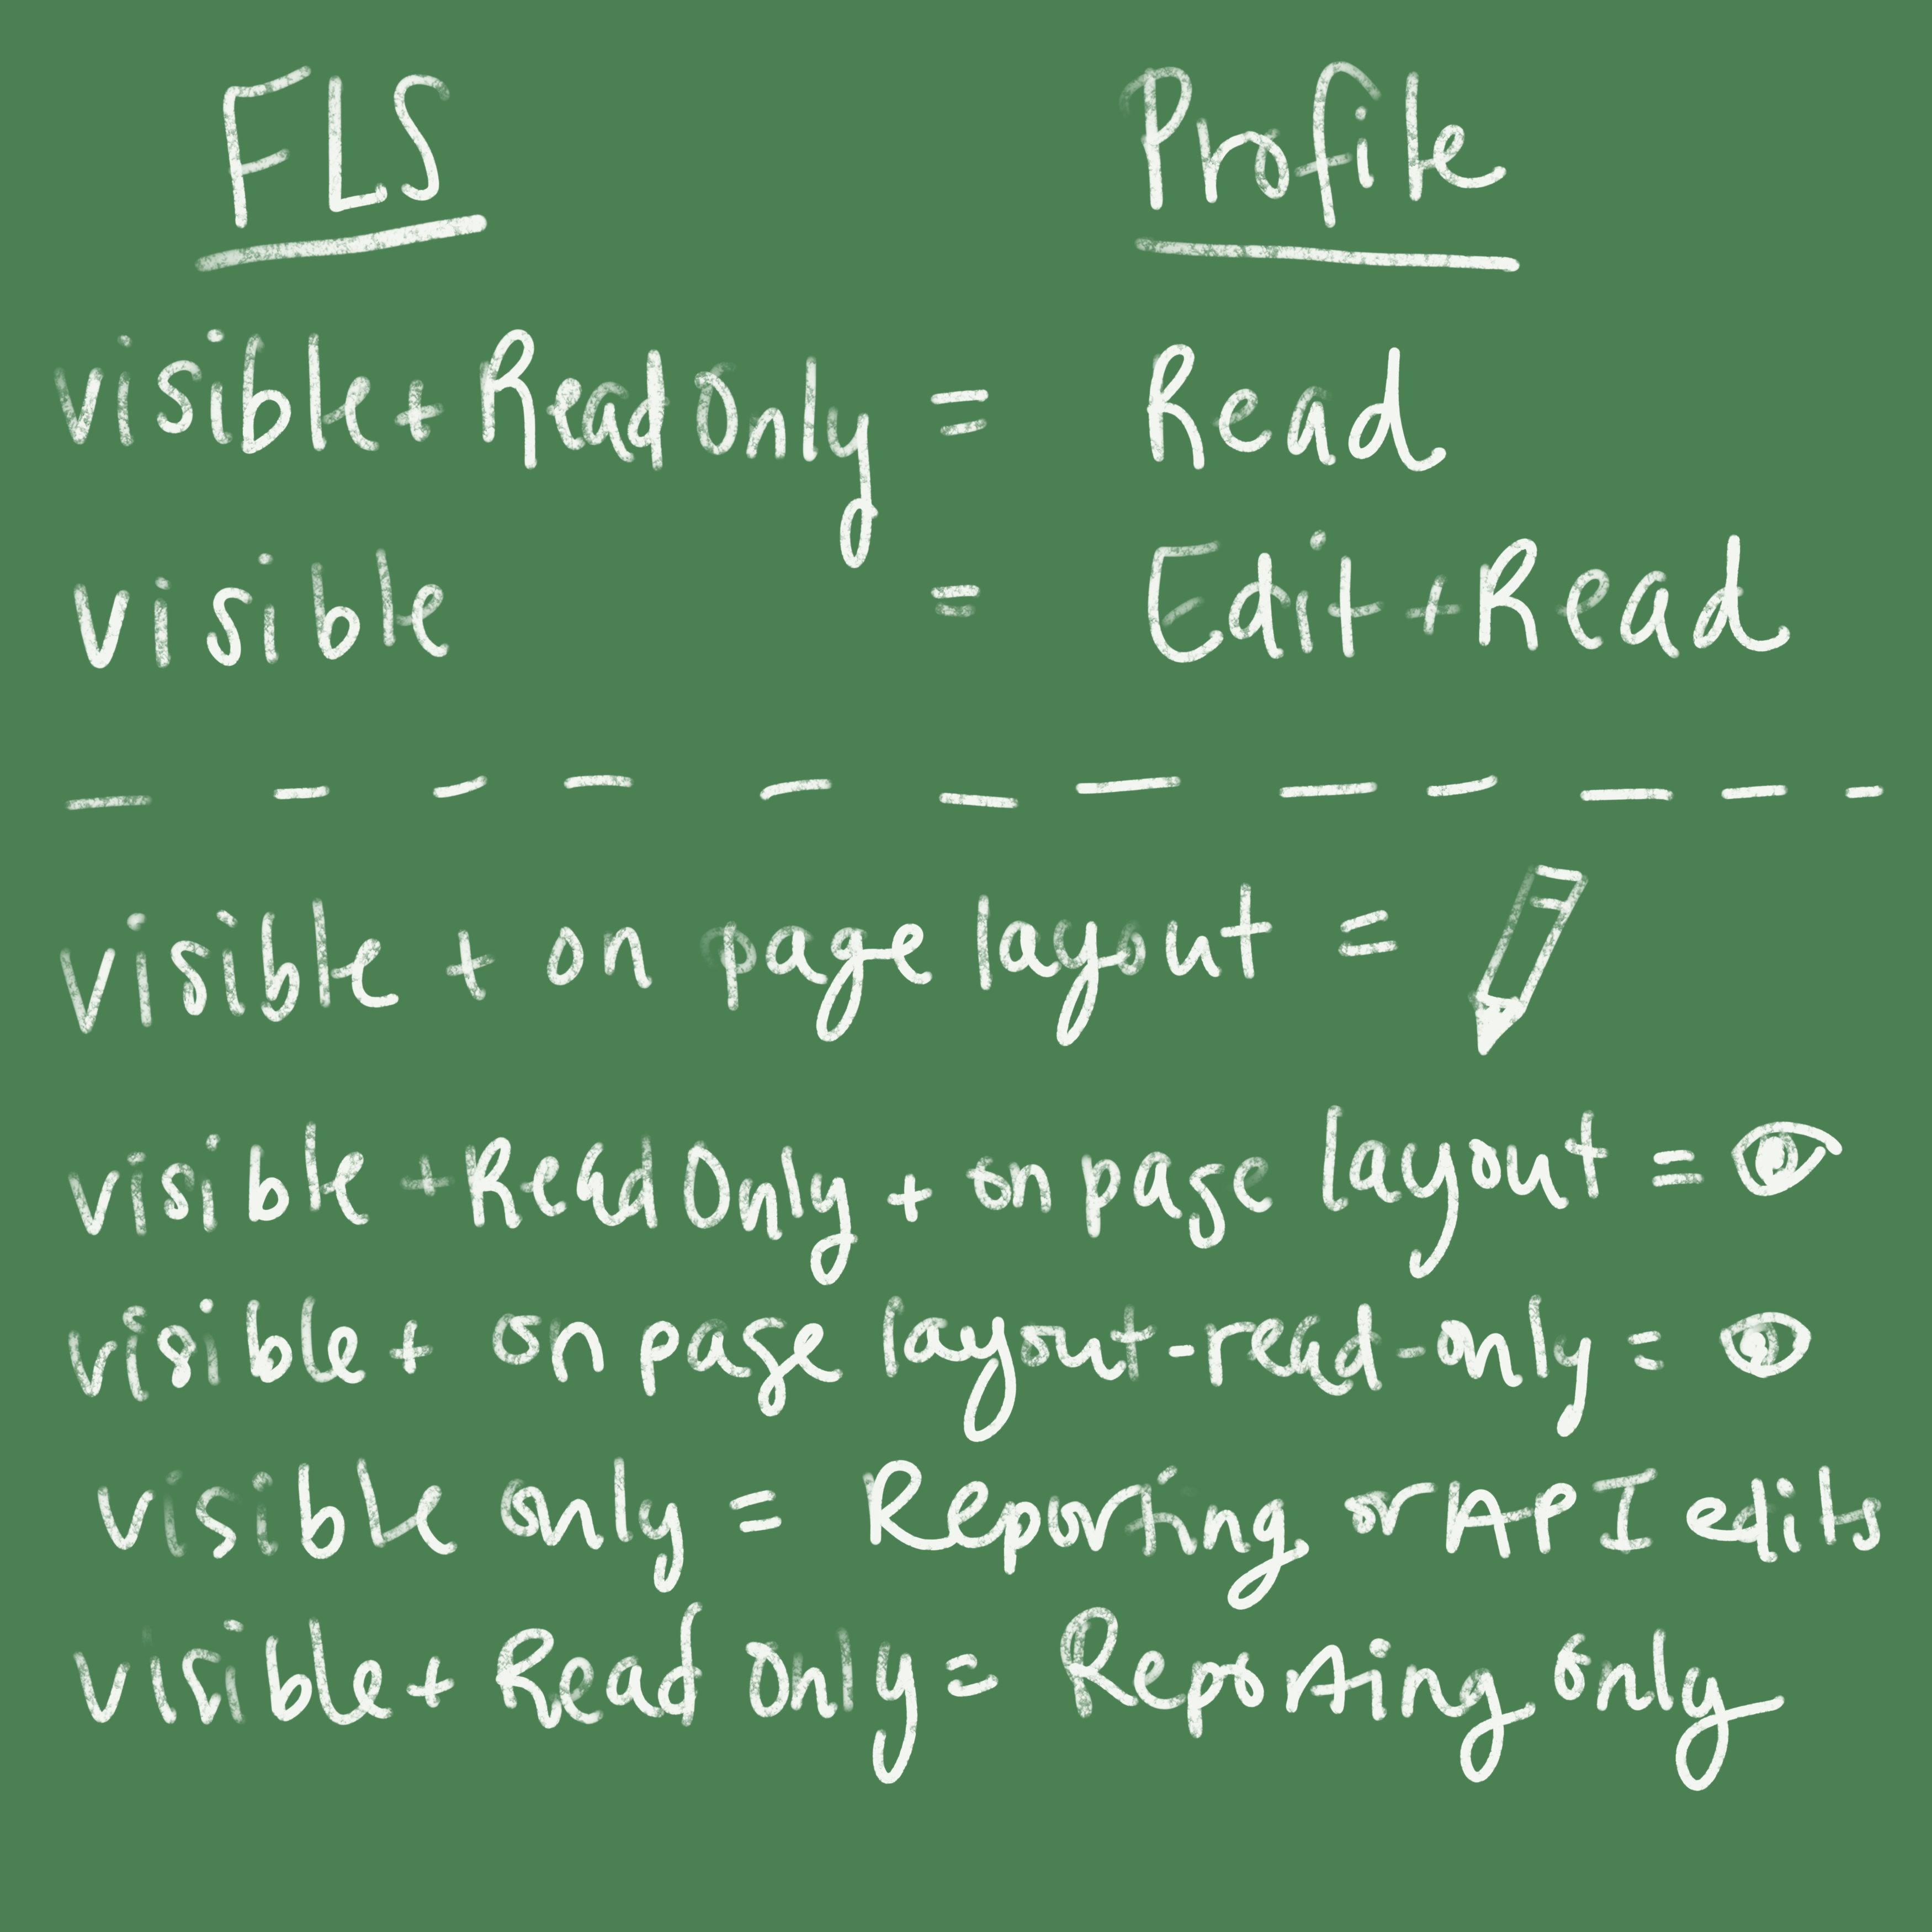 FLS Profile
visible + Read Only = Read
visible = Edit + Read
visible + on page layout =
visible + Read Only + on page layout =
visible + on page layout-read-only =
visible only = Reporting or API edits
visible + Read Only = Reporting only